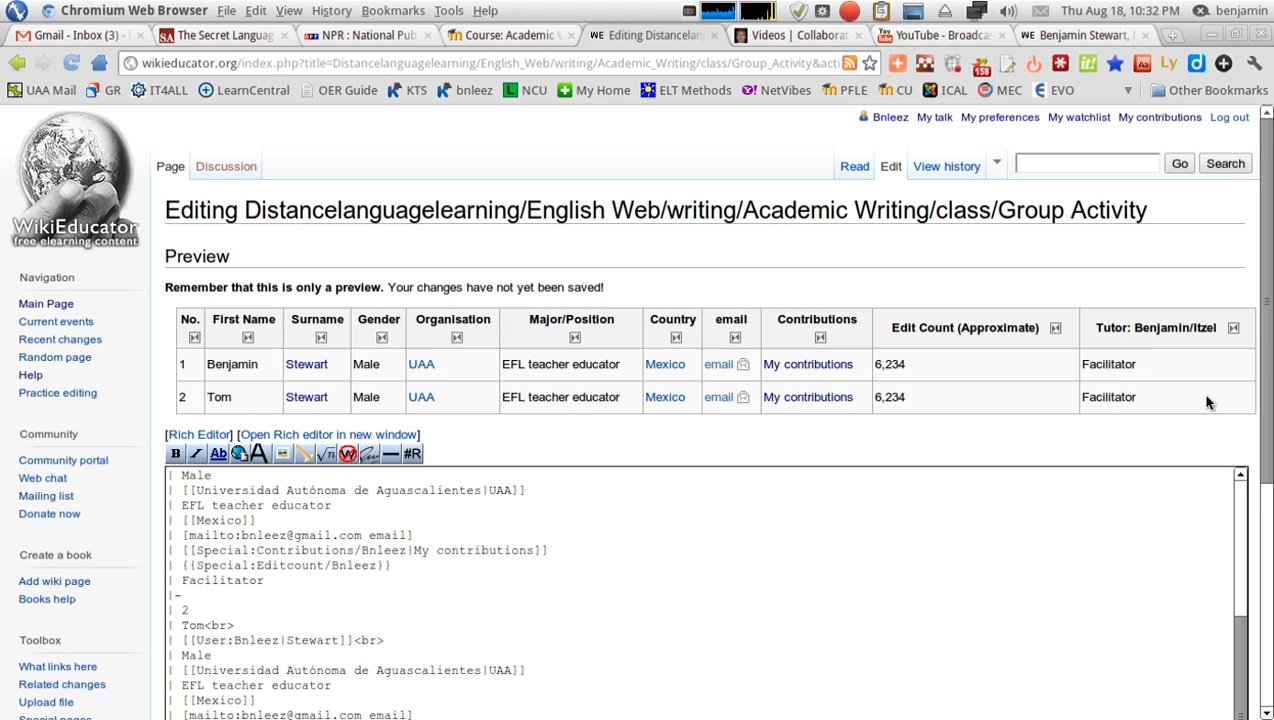 Chromium Web Browser File Edit View History Bookmarks Tools Help Thu Aug 18, 10:32 PM benjamin
Gmail - Inbox (3) - The Secret Languag NPR : National Pub Course: Academic W Editing Distancelang Videos | Collaborat YouTube - Broadcas Benjamin Stewart,
wikieducator.org/index.php?title=Distancelanguagelearning/English_Web/writing/Academic_Writing/class/Group_Activity&acti 158 Aa Ly d
UAA Mail GR IT4ALL LearnCentral OER Guide KTS bnleez NCU My Home ELT Methods NetVibes PFLE CU ICAL MEC EVO Other Bookmarks
Bnleez My talk My preferences My watchlist My contributions Log out
Page Discussion Read Edit View history Go Search
Editing Distancelanguagelearning/English Web/writing/Academic Writing/class/Group Activity
WikiEducator
free elearning content
Preview
Remember that this is only a preview. Your changes have not yet been saved!
No. First Name Surname Gender Organisation Major/Position Country email Contributions Edit Count (Approximate) Tutor: Benjamin/Itzel
1 Benjamin Stewart Male UAA EFL teacher educator Mexico email My contributions 6,234 Facilitator
2 Tom Stewart Male UAA EFL teacher educator Mexico email My contributions 6,234 Facilitator
[Rich Editor] [Open Rich editor in new window]
B I Ab A √n W #R
| Male
| [[Universidad Autónoma de Aguascalientes|UAA]]
| EFL teacher educator
| [[Mexico]]
| [mailto:bnleez@gmail.com email]
| [[Special:Contributions/Bnleez|My contributions]]
| {{Special:Editcount/Bnleez}}
| Facilitator
|-
| 2
| Tom<br>
| [[User:Bnleez|Stewart]]<br>
| Male
| [[Universidad Autónoma de Aguascalientes|UAA]]
| EFL teacher educator
| [[Mexico]]
| [mailto:bnleez@gmail.com email]
Navigation
Main Page
Current events
Recent changes
Random page
Help
Practice editing
Community
Community portal
Web chat
Mailing list
Donate now
Create a book
Add wiki page
Books help
Toolbox
What links here
Related changes
Upload file
Special pages